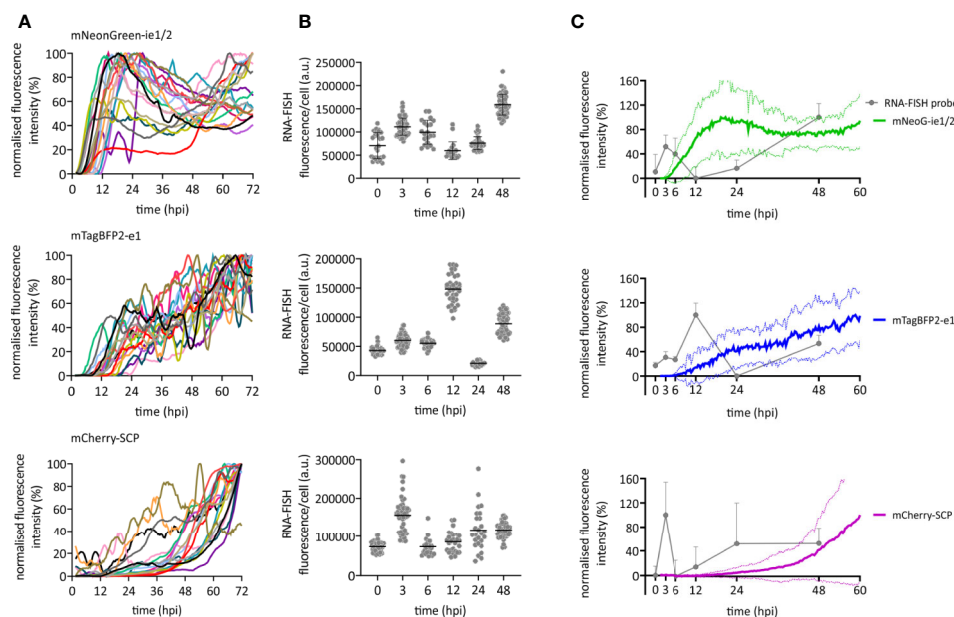 A
mNeonGreen-ie1/2
normalised fluorescence
intensity (%)
100
80
60
40
20
0
12 24 36 48 60 72
time (hpi)
mTagBFP2-e1
normalised fluorescence
intensity (%)
100
80
60
40
20
0
12 24 36 48 60 72
time (hpi)
mCherry-SCP
normalised fluorescence
intensity (%)
100
80
60
40
20
0
12 24 36 48 60 72
time (hpi)
B
RNA-FISH
fluorescence/cell (a.u.)
250000
200000
150000
100000
50000
0
0 3 6 12 24 48
time (hpi)
RNA-FISH
fluorescence/cell (a.u.)
200000
150000
100000
50000
0
0 3 6 12 24 48
time (hpi)
RNA-FISH
fluorescence/cell (a.u.)
300000
200000
100000
0
0 3 6 12 24 48
time (hpi)
C
normalised fluorescence
intensity (%)
160
120
80
40
0
0 3 6 12 24 48 60
time (hpi)
RNA-FISH probe
mNeoG-ie1/2
normalised fluorescence
intensity (%)
160
120
80
40
0
0 3 6 12 24 48 60
time (hpi)
mTagBFP2-e1
normalised fluorescence
intensity (%)
160
120
80
40
0
0 3 6 12 24 48 60
time (hpi)
mCherry-SCP